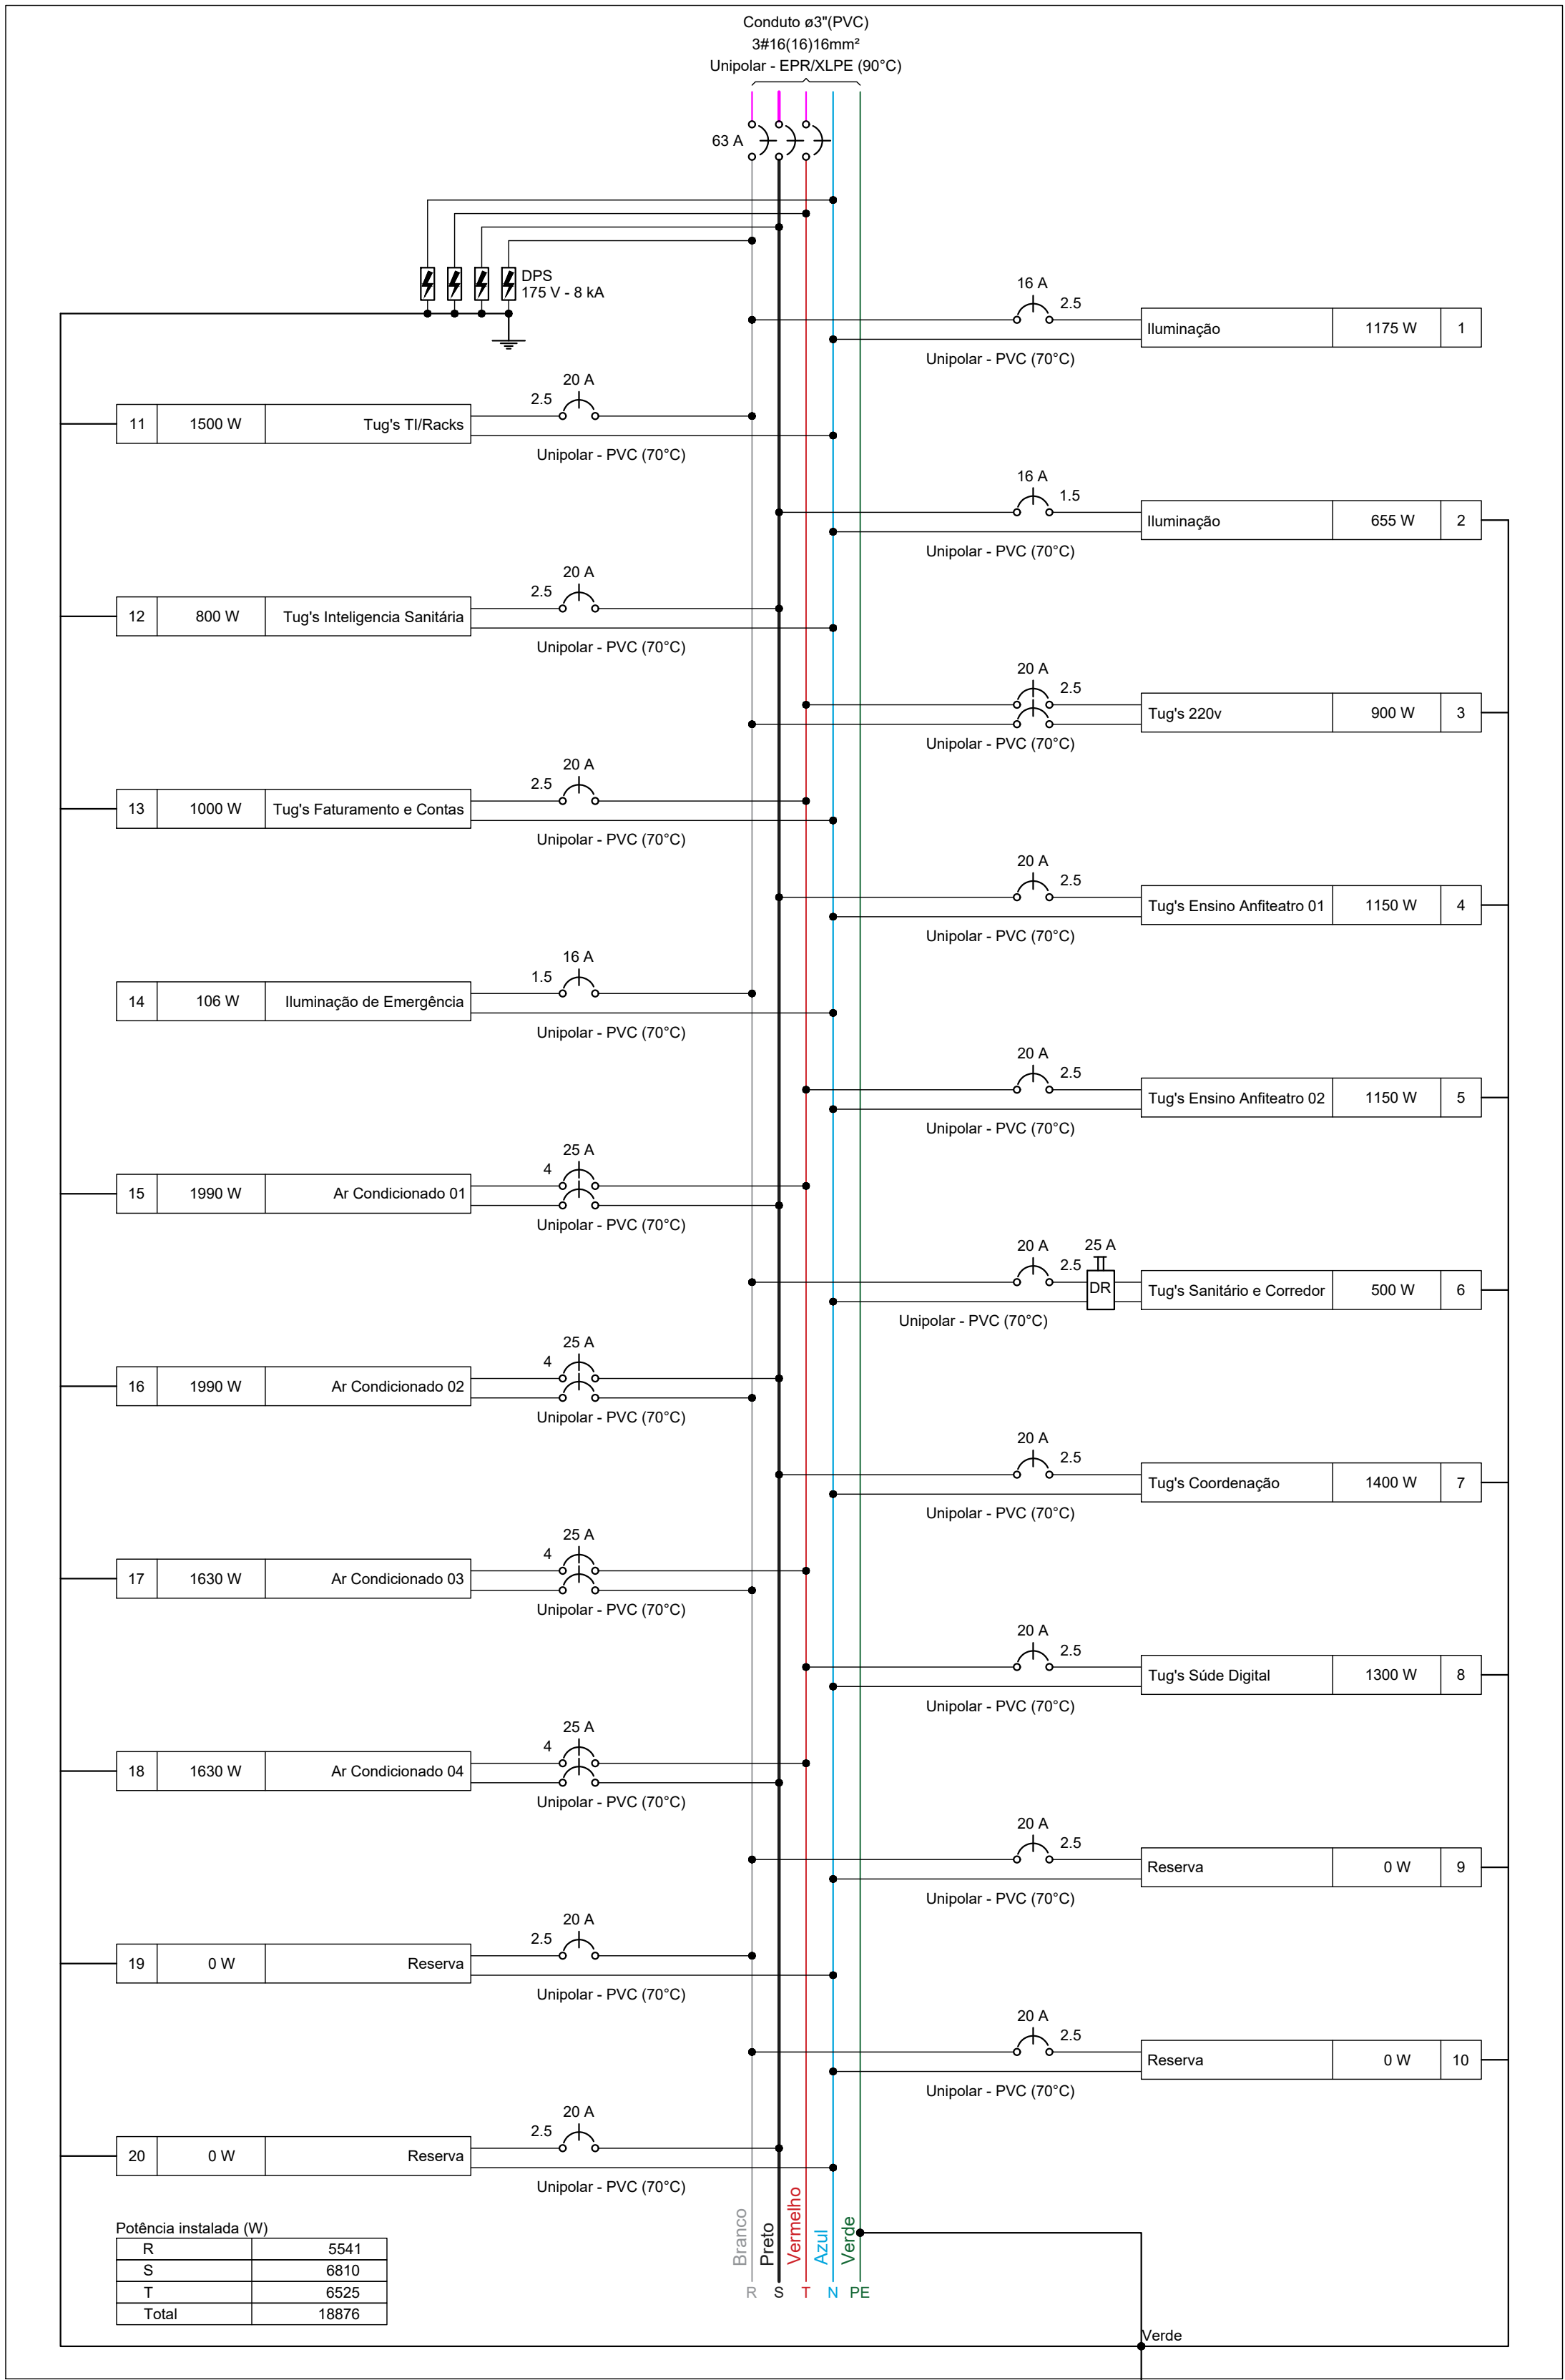 Conduto ø3"(PVC)
3#16(16)16mm²
Unipolar - EPR/XLPE (90°C)
63 A
DPS
175 V - 8 kA
16 A
2.5
Iluminação 1175 W 1
Unipolar - PVC (70°C)
20 A
2.5
11 1500 W Tug's TI/Racks
Unipolar - PVC (70°C)
16 A
1.5
Iluminação 655 W 2
Unipolar - PVC (70°C)
20 A
2.5
12 800 W Tug's Inteligencia Sanitária
Unipolar - PVC (70°C)
20 A
2.5
Tug's 220v 900 W 3
Unipolar - PVC (70°C)
20 A
2.5
13 1000 W Tug's Faturamento e Contas
Unipolar - PVC (70°C)
20 A
2.5
Tug's Ensino Anfiteatro 01 1150 W 4
Unipolar - PVC (70°C)
16 A
1.5
14 106 W Iluminação de Emergência
Unipolar - PVC (70°C)
20 A
2.5
Tug's Ensino Anfiteatro 02 1150 W 5
Unipolar - PVC (70°C)
25 A
4
15 1990 W Ar Condicionado 01
Unipolar - PVC (70°C)
20 A 25 A
2.5
DR
Tug's Sanitário e Corredor 500 W 6
Unipolar - PVC (70°C)
25 A
4
16 1990 W Ar Condicionado 02
Unipolar - PVC (70°C)
20 A
2.5
Tug's Coordenação 1400 W 7
Unipolar - PVC (70°C)
25 A
4
17 1630 W Ar Condicionado 03
Unipolar - PVC (70°C)
20 A
2.5
Tug's Súde Digital 1300 W 8
Unipolar - PVC (70°C)
25 A
4
18 1630 W Ar Condicionado 04
Unipolar - PVC (70°C)
20 A
2.5
Reserva 0 W 9
Unipolar - PVC (70°C)
20 A
2.5
19 0 W Reserva
Unipolar - PVC (70°C)
20 A
2.5
Reserva 0 W 10
Unipolar - PVC (70°C)
20 A
2.5
20 0 W Reserva
Unipolar - PVC (70°C)
Branco
Preto
Vermelho
Azul
Verde
R S T N PE
Potência instalada (W)
R 5541
S 6810
T 6525
Total 18876
Verde